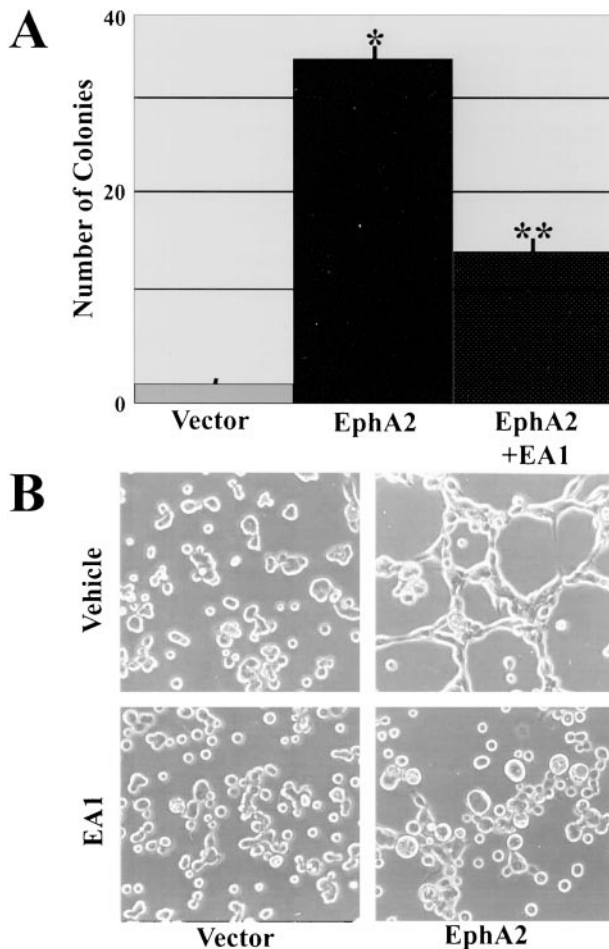 A
40
20
0
Number of Colonies
*
**
Vector
EphA2
EphA2
+EA1
B
Vehicle
EA1
Vector
EphA2